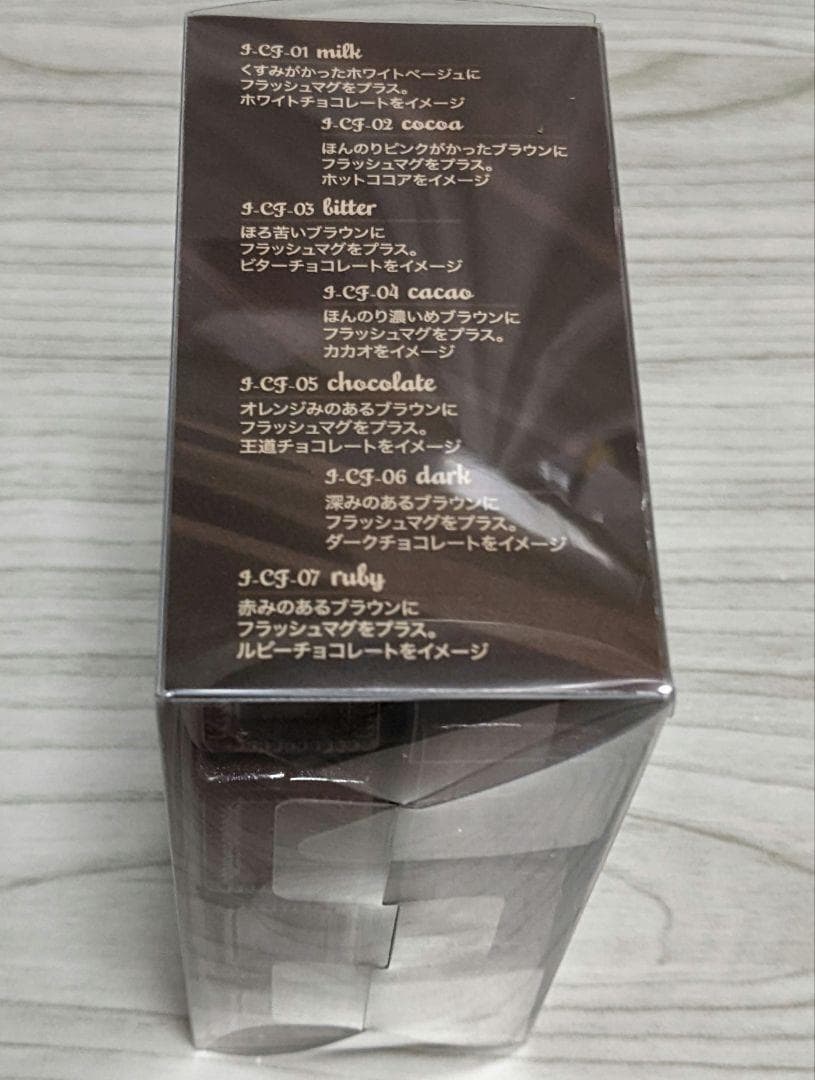 I-CF-01 milk
くすみがかったホワイトベージュに
フラッシュマグをプラス。
ホワイトチョコレートをイメージ
I-CF-02 cocoa
ほんのりピンクがかったブラウンに
フラッシュマグをプラス。
ホットココアをイメージ
I-CF-03 bitter
ほろ苦いブラウンに
フラッシュマグをプラス。
ビターチョコレートをイメージ
I-CF-04 cacao
ほんのり濃いめブラウンに
フラッシュマグをプラス。
カカオをイメージ
I-CF-05 chocolate
オレンジみのあるブラウンに
フラッシュマグをプラス。
王道チョコレートをイメージ
I-CF-06 dark
深みのあるブラウンに
フラッシュマグをプラス。
ダークチョコレートをイメージ
I-CF-07 ruby
赤みのあるブラウンに
フラッシュマグをプラス。
ルビーチョコレートをイメージ